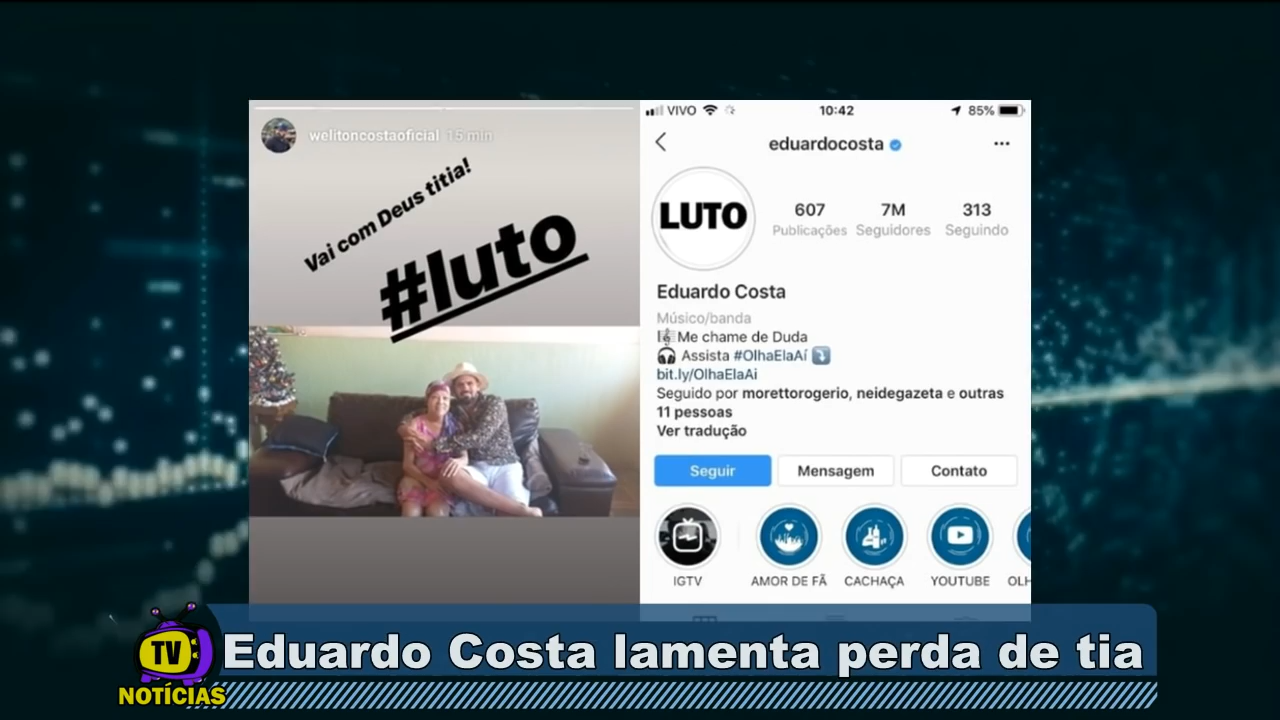 welitoncostaoficial 15 min
Vai com Deus titia!
#luto
VIVO 10:42 85%
eduardocosta
LUTO
607 7M 313
Publicações Seguidores Seguindo
Eduardo Costa
Músico/banda
Me chame de Duda
Assista #OlhaElaAí
bit.ly/OlhaElaAi
Seguido por morettorogerio, neidegazeta e outras
11 pessoas
Ver tradução
Seguir Mensagem Contato
IGTV AMOR DE FÃ CACHAÇA YOUTUBE OLH
TV
NOTÍCIAS
Eduardo Costa lamenta perda de tia